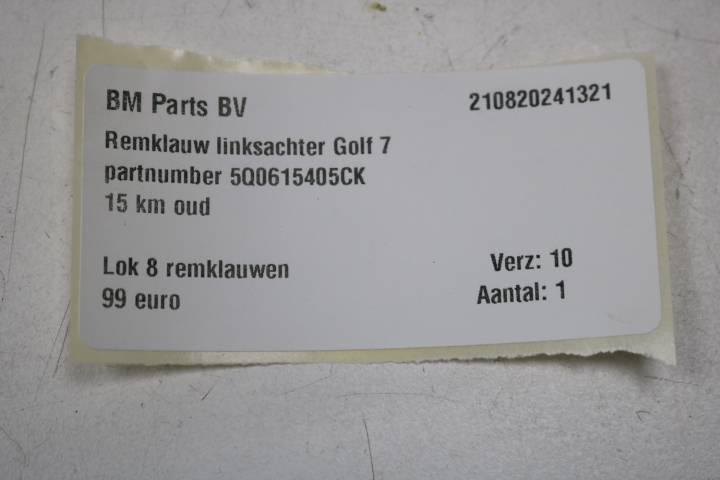 BM Parts BV 210820241321
Remklauw linksachter Golf 7
partnumber 5Q0615405CK
15 km oud
Lok 8 remklauwen Verz: 10
99 euro Aantal: 1